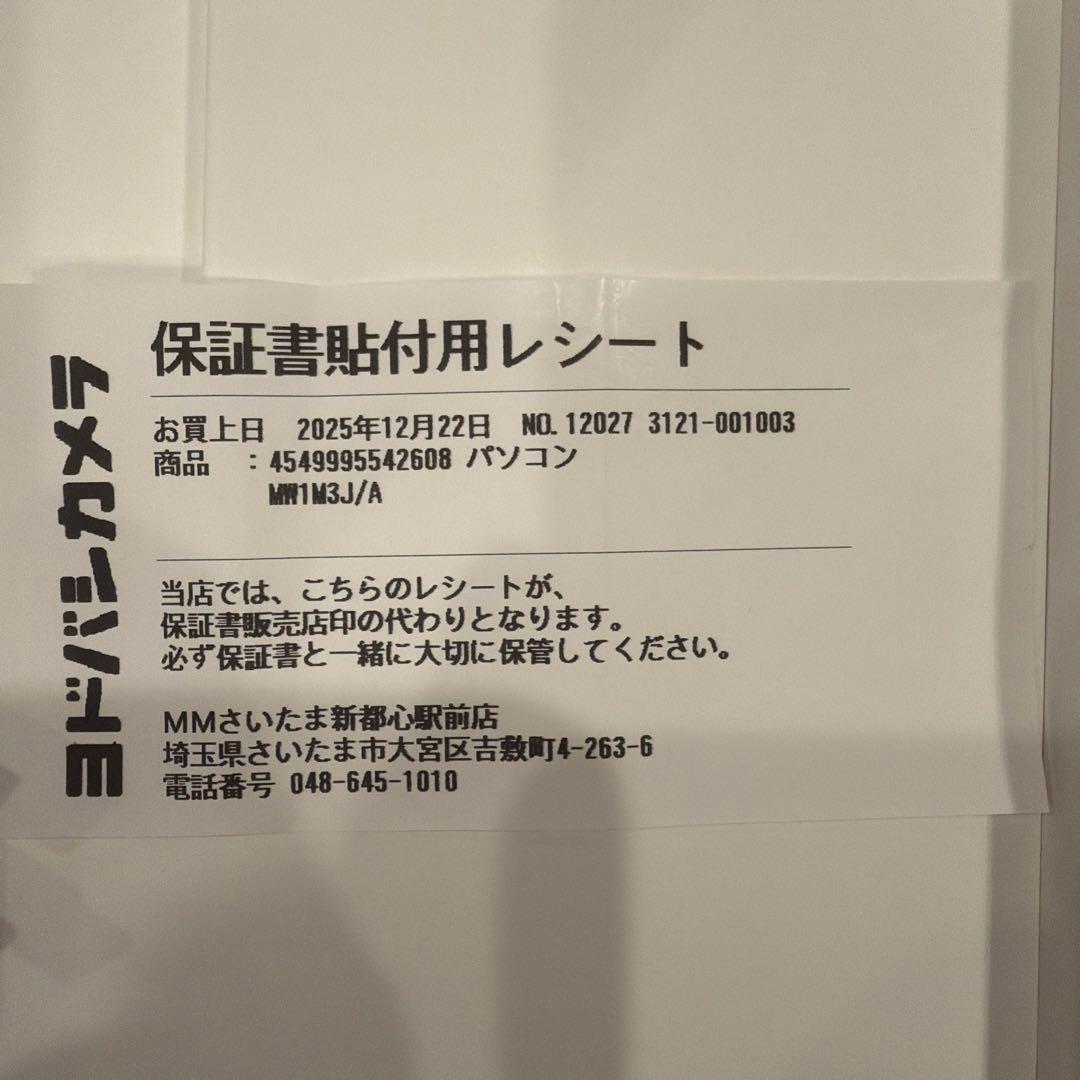 ヨドバシカメラ
保証書貼付用レシート
お買上日 2025年12月22日 NO.12027 3121-001003
商品 : 4549995542608 パソコン
MW1M3J/A
当店では、こちらのレシートが、
保証書販売店印の代わりとなります。
必ず保証書と一緒に大切に保管してください。
MMさいたま新都心駅前店
埼玉県さいたま市大宮区吉敷町4-263-6
電話番号 048-645-1010